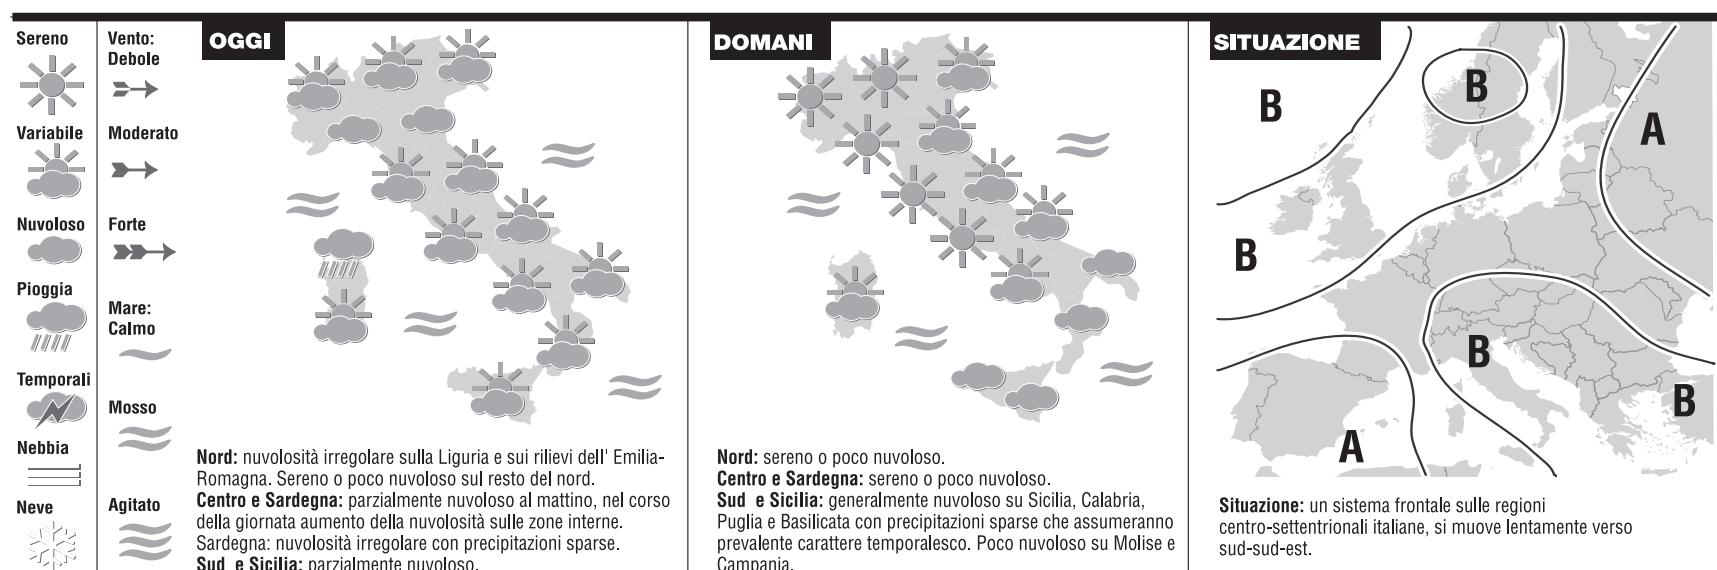 Sereno
Variabile
Nuvoloso
Pioggia
Temporali
Nebbia
Neve
Vento:
Debole
Moderato
Forte
Mare:
Calmo
Mosso
Agitato
OGGI
Nord: nuvolosità irregolare sulla Liguria e sui rilievi dell' Emilia-
Romagna. Sereno o poco nuvoloso sul resto del nord.
Centro e Sardegna: parzialmente nuvoloso al mattino, nel corso
della giornata aumento della nuvolosità sulle zone interne.
Sardegna: nuvolosità irregolare con precipitazioni sparse.
Sud e Sicilia: parzialmente nuvoloso.
DOMANI
Nord: sereno o poco nuvoloso.
Centro e Sardegna: sereno o poco nuvoloso.
Sud e Sicilia: generalmente nuvoloso su Sicilia, Calabria,
Puglia e Basilicata con precipitazioni sparse che assumeranno
prevalente carattere temporalesco. Poco nuvoloso su Molise e
Campania.
SITUAZIONE
B
B
A
B
B
B
A
Situazione: un sistema frontale sulle regioni
centro-settentrionali italiane, si muove lentamente verso
sud-sud-est.